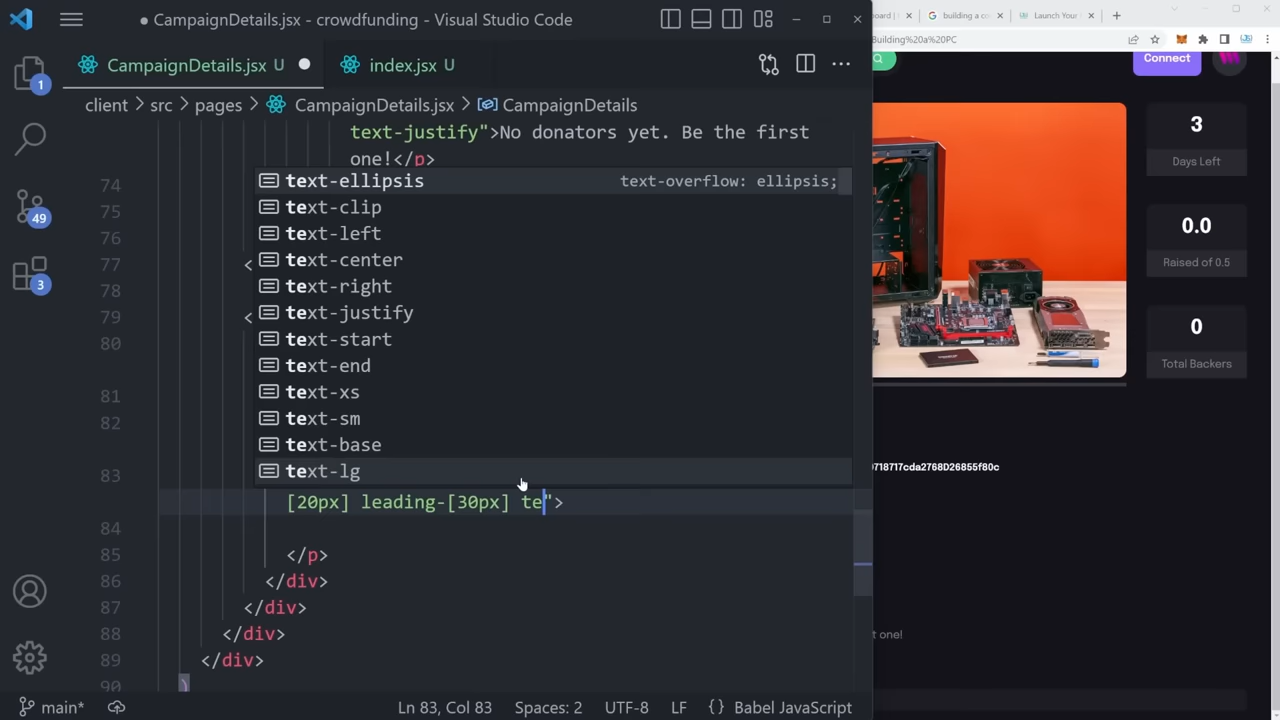 CampaignDetails.jsx - crowdfunding - Visual Studio Code
CampaignDetails.jsx U
index.jsx U
client > src > pages > CampaignDetails.jsx > CampaignDetails
text-justify">No donators yet. Be the first
one!</p>
74
75
76
77 <
78
79 <
80
81
82
83
text-ellipsis text-overflow: ellipsis;
text-clip
text-left
text-center
text-right
text-justify
text-start
text-end
text-xs
text-sm
text-base
text-lg
[20px] leading-[30px] te">
84
85 </p>
86 </div>
87 </div>
88 </div>
89 </div>
90 )
1
49
3
main*
Ln 83, Col 83
Spaces: 2
UTF-8
LF
{} Babel JavaScript
board |
building a co
Launch Your
Building%20a%20PC
Connect
3
Days Left
0.0
Raised of 0.5
0
Total Backers
9718717cda2768D26855f80c
t one!